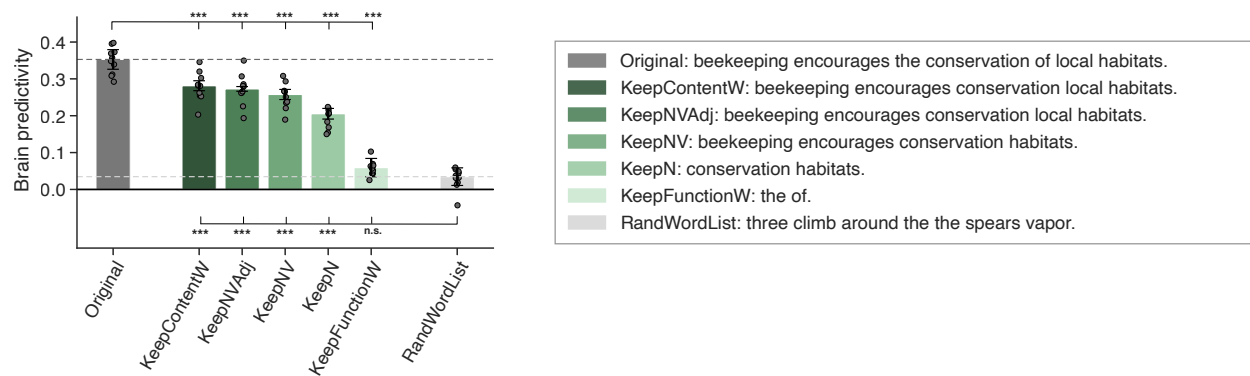 *** *** *** *** ***
Brain predictivity
0.4
0.3
0.2
0.1
0.0
*** *** *** *** n.s.
Original
KeepContentW
KeepNVAdj
KeepNV
KeepN
KeepFunctionW
RandWordList
Original: beekeeping encourages the conservation of local habitats.
KeepContentW: beekeeping encourages conservation local habitats.
KeepNVAdj: beekeeping encourages conservation local habitats.
KeepNV: beekeeping encourages conservation habitats.
KeepN: conservation habitats.
KeepFunctionW: the of.
RandWordList: three climb around the the spears vapor.